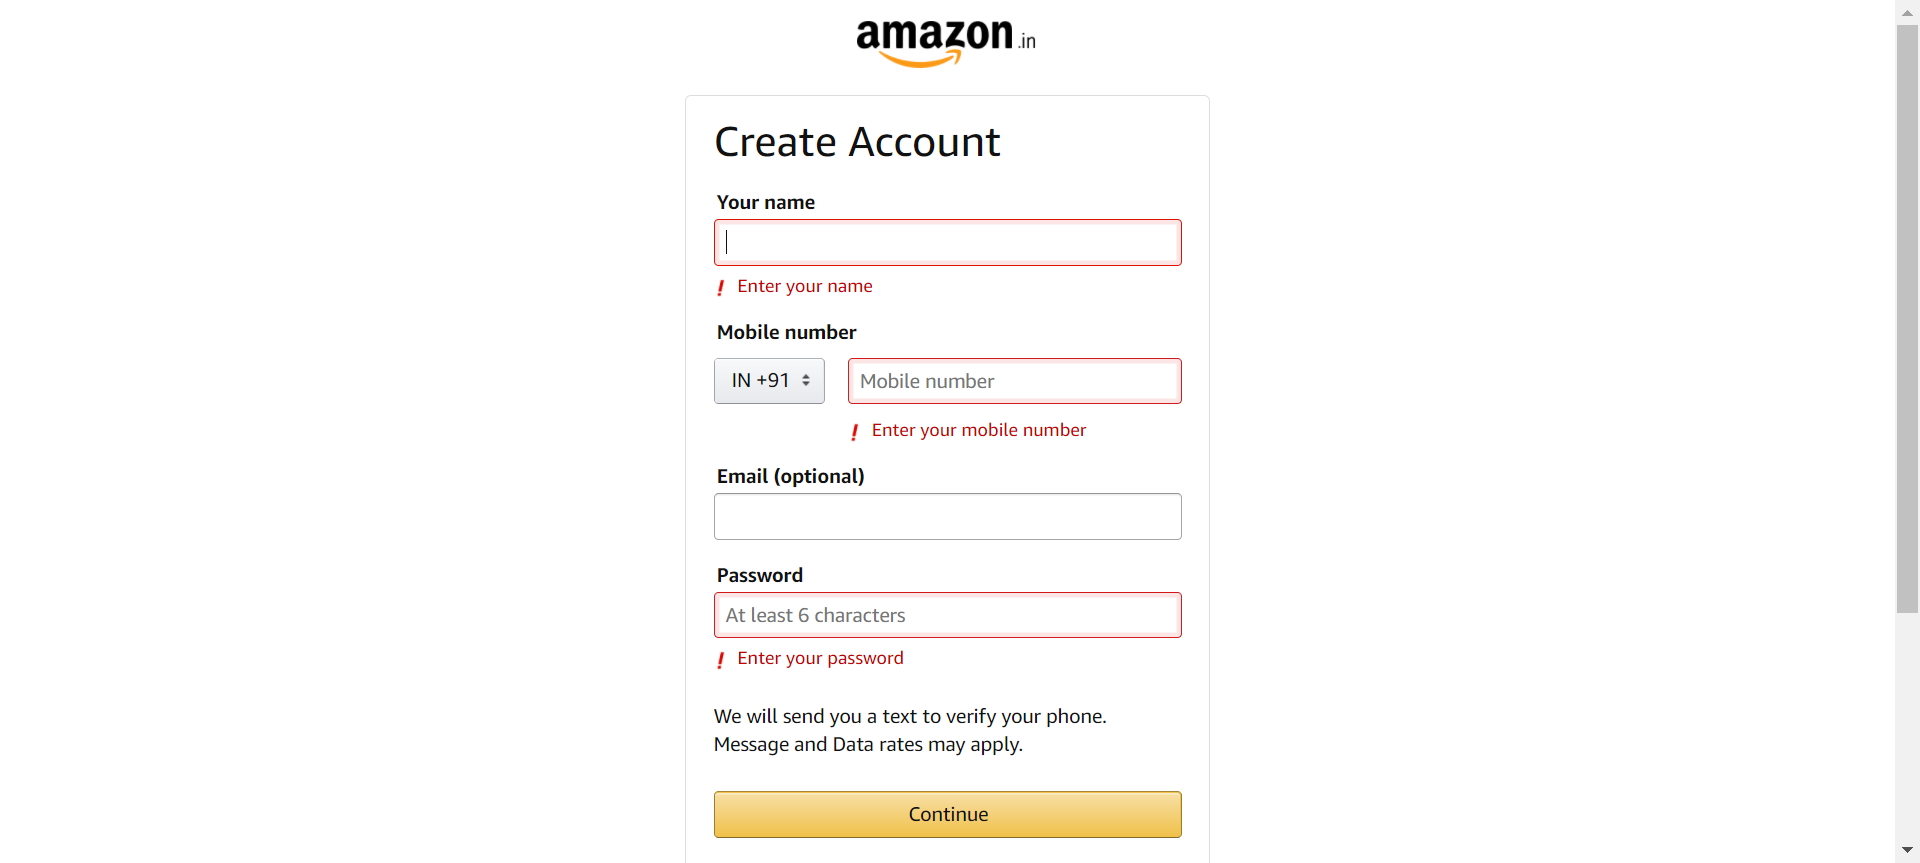 amazon.in
Create Account
Your name
! Enter your name
Mobile number
IN +91 Mobile number
! Enter your mobile number
Email (optional)
Password
At least 6 characters
! Enter your password
We will send you a text to verify your phone.
Message and Data rates may apply.
Continue